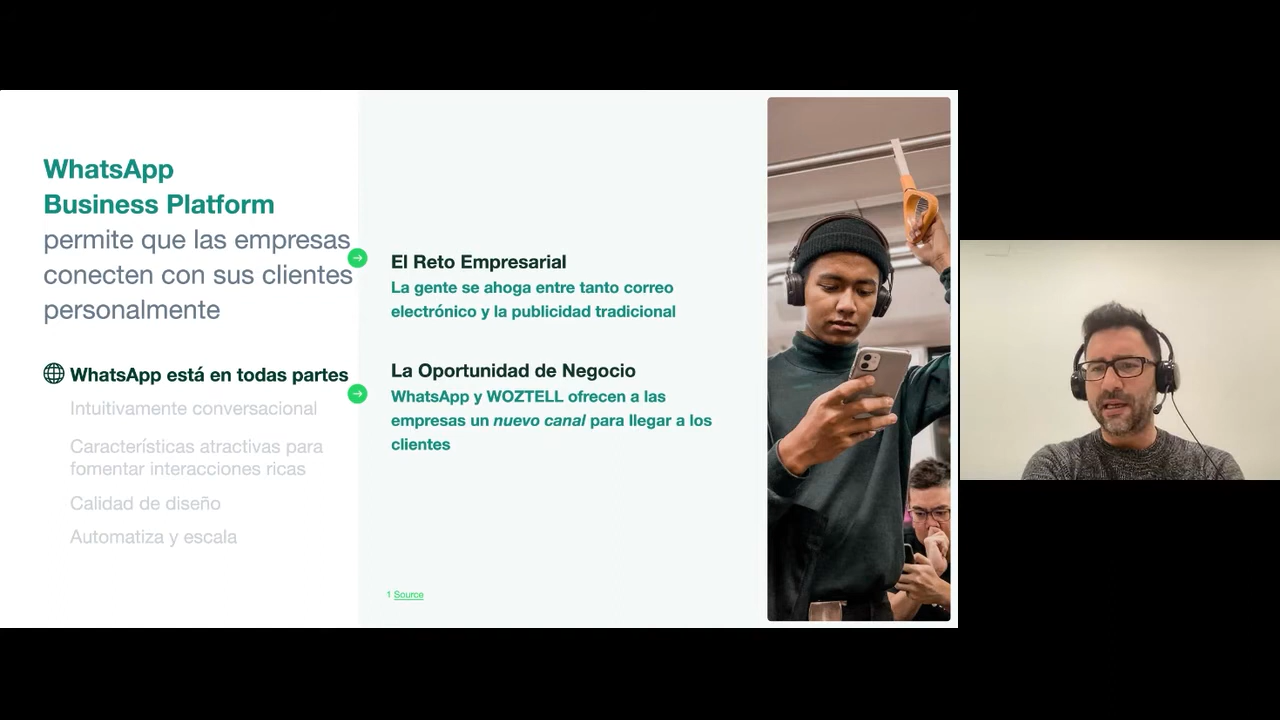 WhatsApp
Business Platform
permite que las empresas
conecten con sus clientes
personalmente
WhatsApp está en todas partes
Intuitivamente conversacional
Características atractivas para
fomentar interacciones ricas
Calidad de diseño
Automatiza y escala
El Reto Empresarial
La gente se ahoga entre tanto correo
electrónico y la publicidad tradicional
La Oportunidad de Negocio
WhatsApp y WOZTELL ofrecen a las
empresas un nuevo canal para llegar a los
clientes
1 Source